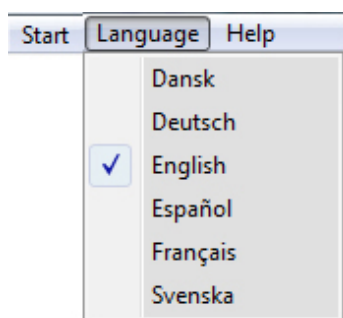 Start Language Help
Dansk
Deutsch
English
Español
Français
Svenska